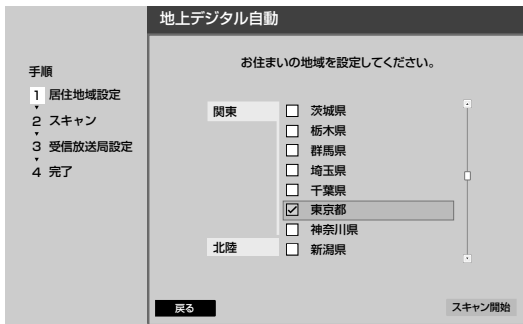 地上デジタル自動
手順
1 居住地域設定
2 スキャン
3 受信放送局設定
4 完了
お住まいの地域を設定してください。
関東
茨城県
栃木県
群馬県
埼玉県
千葉県
東京都
神奈川県
北陸
新潟県
戻る
スキャン開始